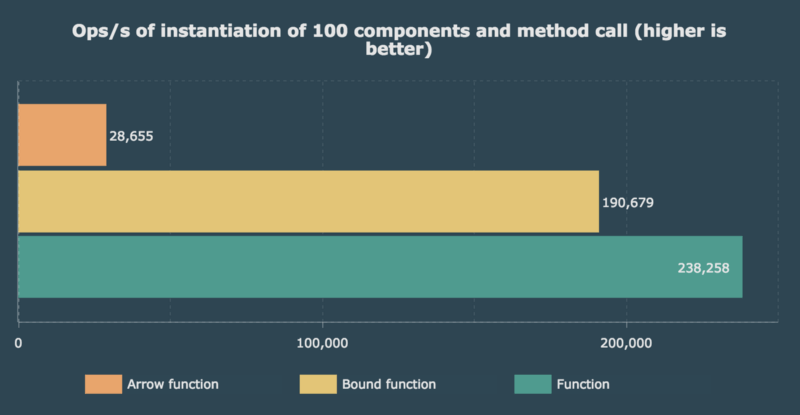 Ops/s of instantiation of 100 components and method call (higher is
better)
28,655
190,679
238,258
0 100,000 200,000
Arrow function Bound function Function